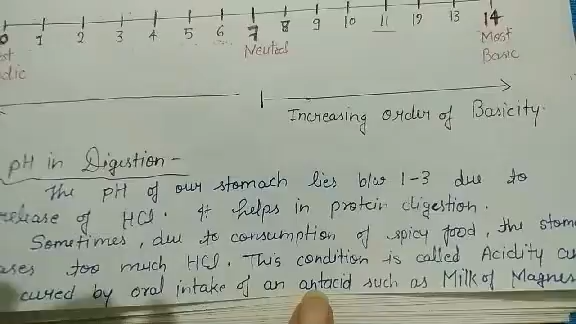 0 1 2 3 4 5 6 7 8 9 10 11 12 13 14
Neutral Most
Basic
Increasing Order of Basicity.
pH in Digestion -
The pH of our stomach lies b/w 1-3 due to
release of HCl. It helps in protein digestion.
Sometimes, due to consumption of spicy food, the
too much HCl. This condition is called Acidity
cured by oral intake of an antacid such as Milk of